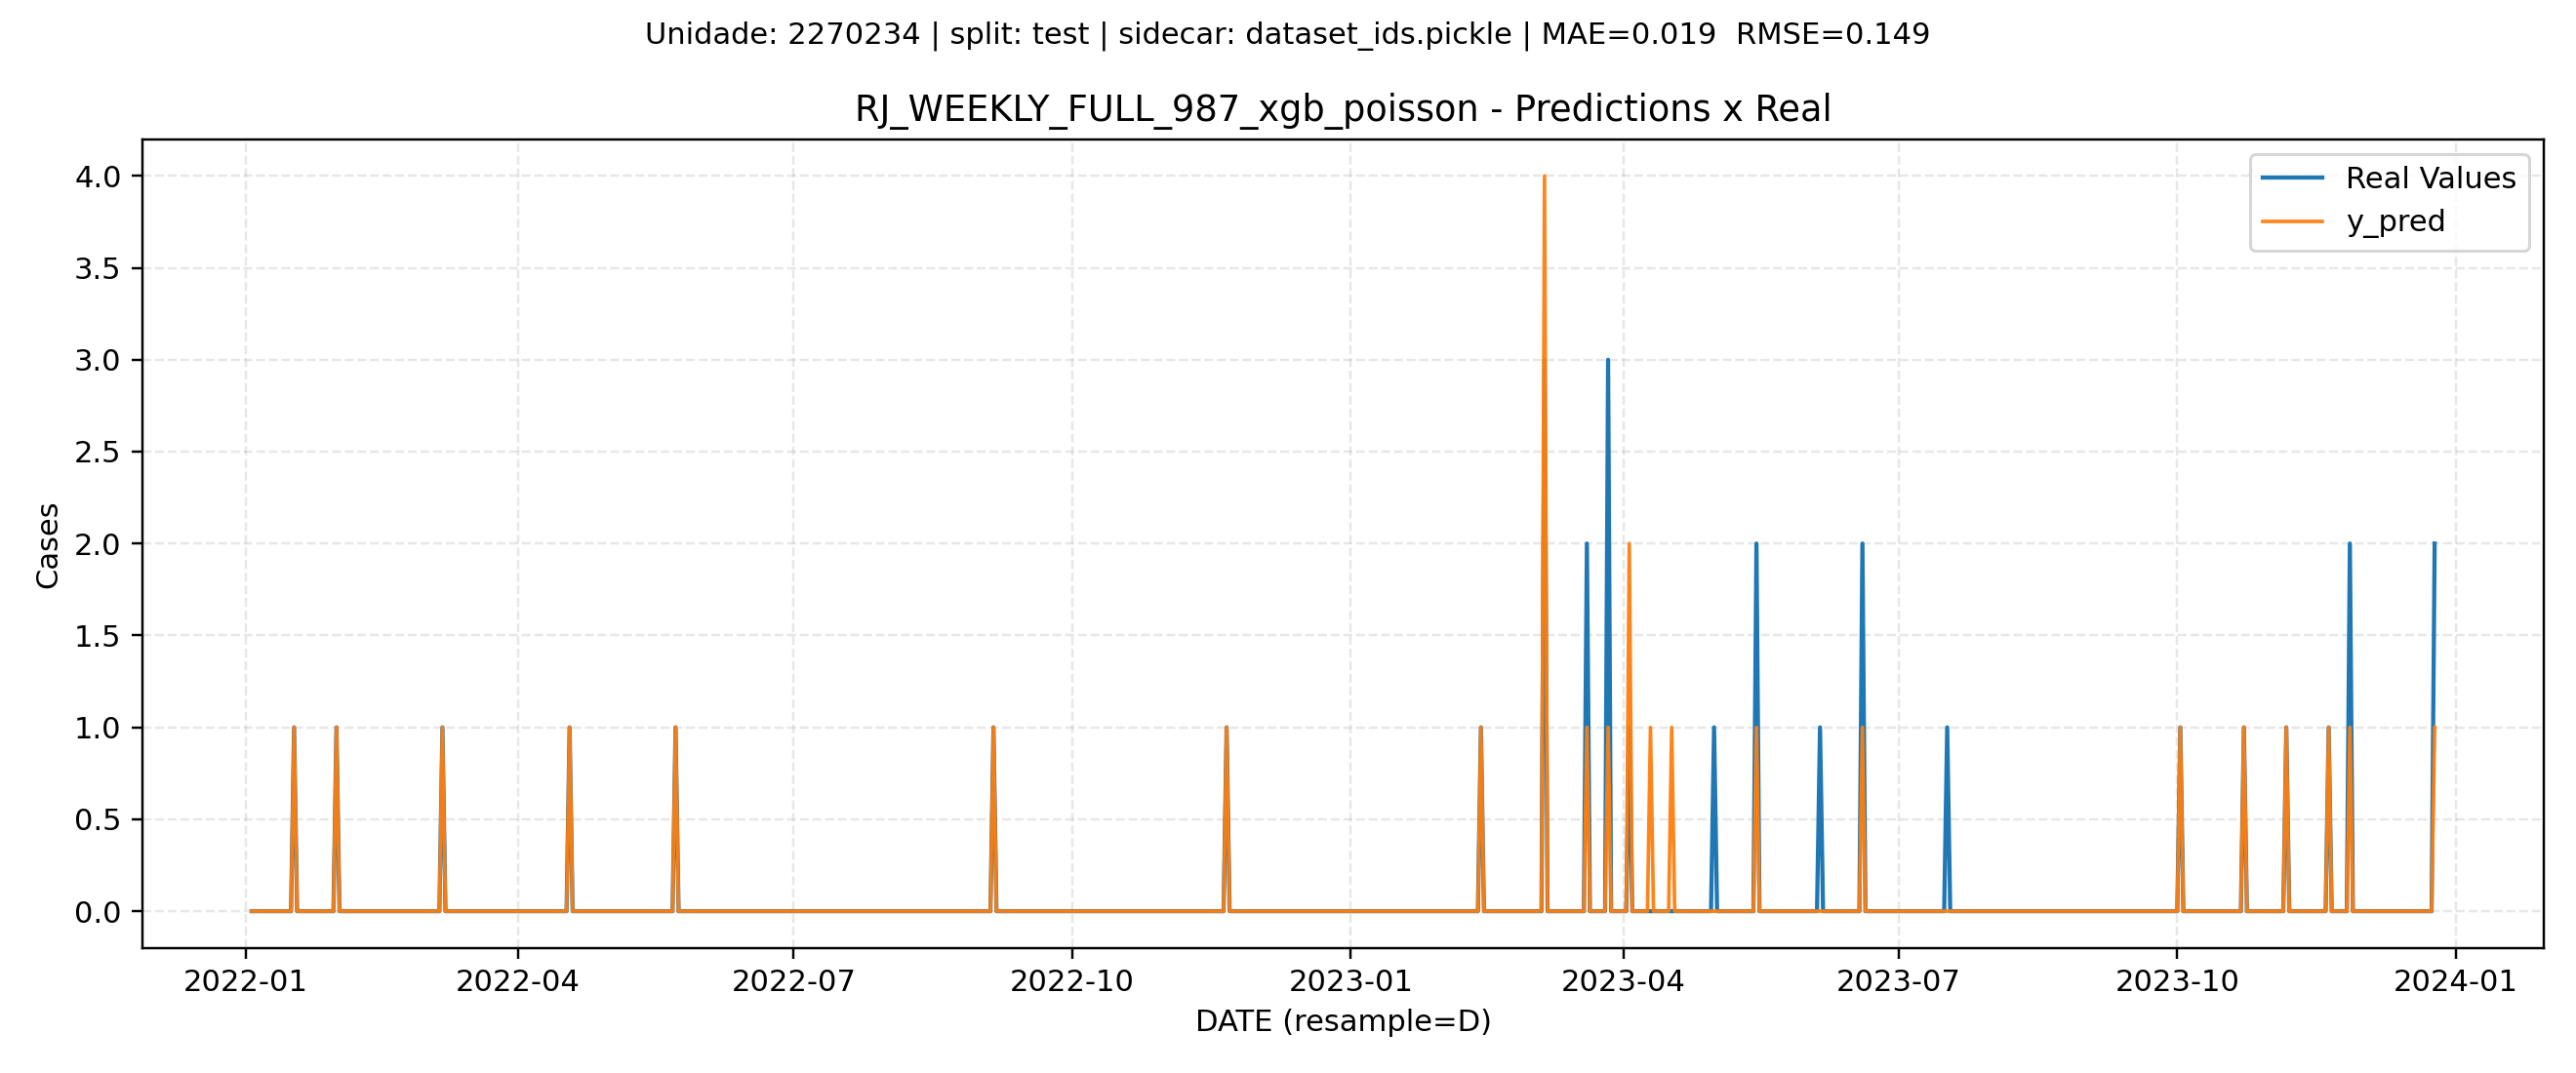 Unidade: 2270234 | split: test | sidecar: dataset_ids.pickle | MAE=0.019  RMSE=0.149
RJ_WEEKLY_FULL_987_xgb_poisson - Predictions x Real
Real Values
y_pred
Cases
4.0
3.5
3.0
2.5
2.0
1.5
1.0
0.5
0.0
2022-01 2022-04 2022-07 2022-10 2023-01 2023-04 2023-07 2023-10 2024-01
DATE (resample=D)